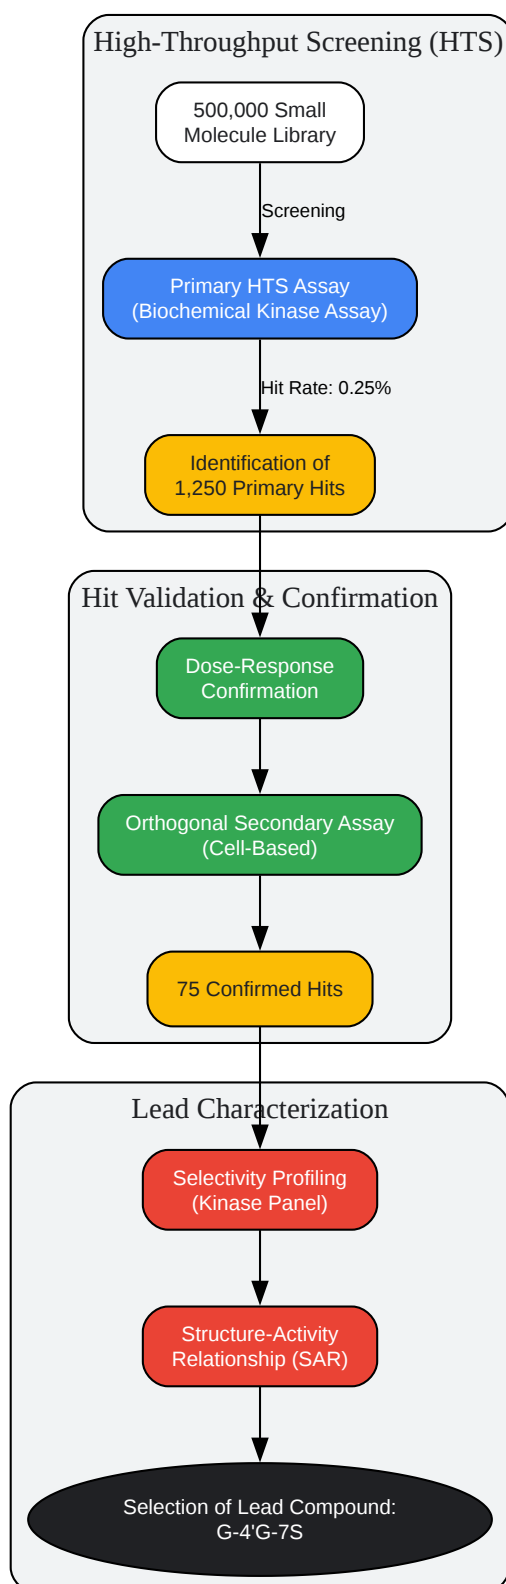 High-Throughput Screening (HTS)
500,000 Small
Molecule Library
Screening
Primary HTS Assay
(Biochemical Kinase Assay)
Hit Rate: 0.25%
Identification of
1,250 Primary Hits
Hit Validation & Confirmation
Dose-Response
Confirmation
Orthogonal Secondary Assay
(Cell-Based)
75 Confirmed Hits
Lead Characterization
Selectivity Profiling
(Kinase Panel)
Structure-Activity
Relationship (SAR)
Selection of Lead Compound:
G-4'G-7S